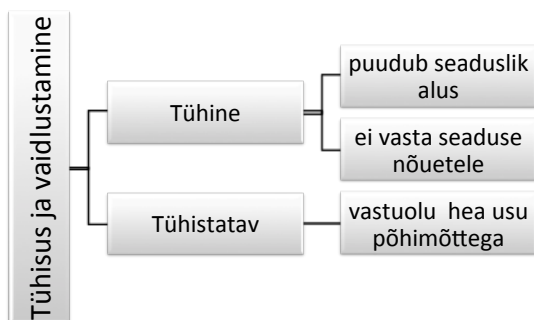 Tühisus ja vaidlustamine
Tühine
puudub seaduslik
alus
ei vasta seaduse
nõuetele
Tühistatav
vastuolu hea usu
põhimõttega